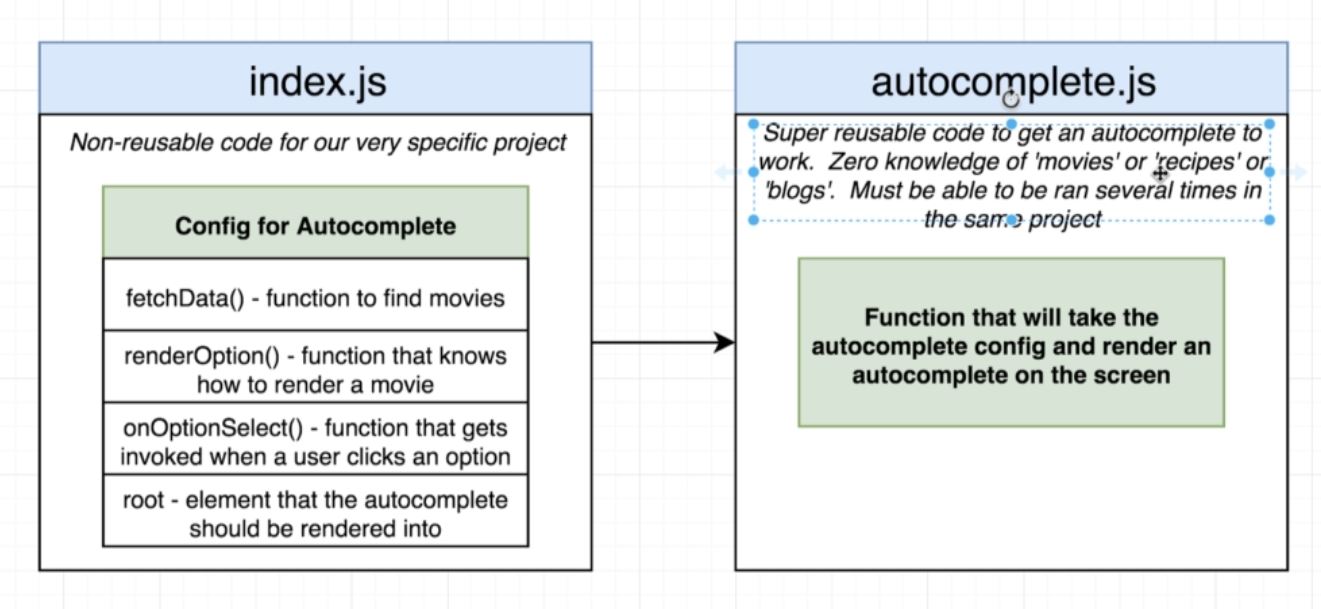 index.js
Non-reusable code for our very specific project
Config for Autocomplete
fetchData() - function to find movies
renderOption() - function that knows
how to render a movie
onOptionSelect() - function that gets
invoked when a user clicks an option
root - element that the autocomplete
should be rendered into
autocomplete.js
Super reusable code to get an autocomplete to
work.  Zero knowledge of 'movies' or 'recipes' or
'blogs'.  Must be able to be ran several times in
the same project
Function that will take the
autocomplete config and render an
autocomplete on the screen